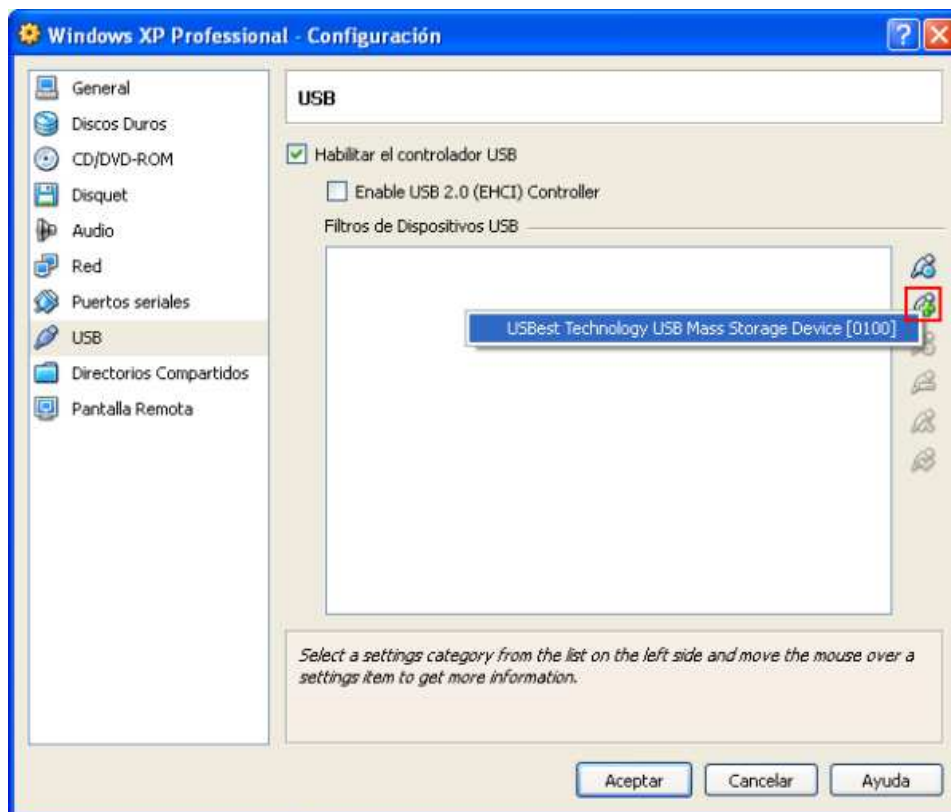 Windows XP Professional - Configuración
General
Discos Duros
CD/DVD-ROM
Disquet
Audio
Red
Puertos seriales
USB
Directorios Compartidos
Pantalla Remota
USB
Habilitar el controlador USB
Enable USB 2.0 (EHCI) Controller
Filtros de Dispositivos USB
USBest Technology USB Mass Storage Device [0100]
Select a settings category from the list on the left side and move the mouse over a
settings item to get more information.
Aceptar
Cancelar
Ayuda